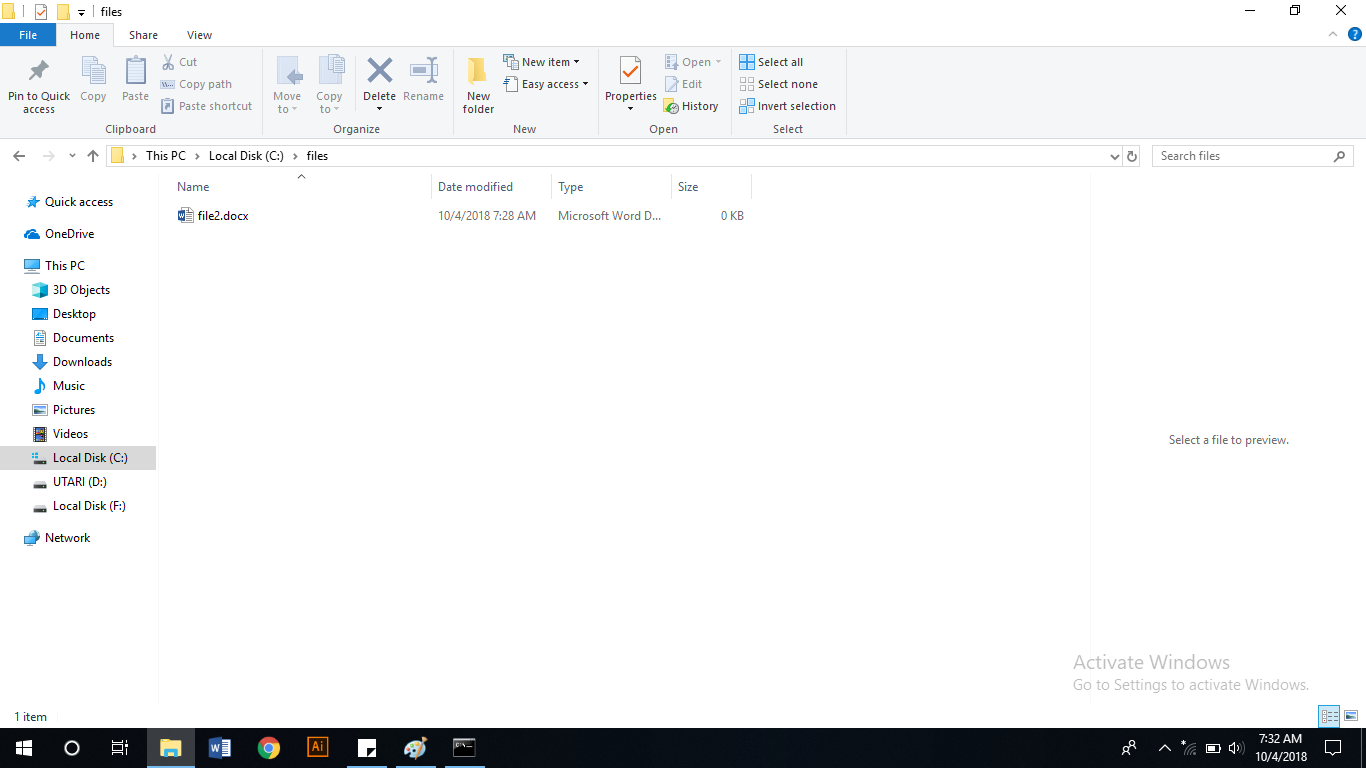 files
File Home Share View
Pin to Quick access
Copy
Paste
Cut
Copy path
Paste shortcut
Clipboard
Move to
Copy to
Delete
Rename
Organize
New folder
New item
Easy access
New
Properties
Open
Edit
History
Open
Select all
Select none
Invert selection
Select
This PC Local Disk (C:) files
Search files
Name Date modified Type Size
file2.docx 10/4/2018 7:28 AM Microsoft Word D... 0 KB
Quick access
OneDrive
This PC
3D Objects
Desktop
Documents
Downloads
Music
Pictures
Videos
Local Disk (C:)
UTARI (D:)
Local Disk (F:)
Network
Select a file to preview.
Activate Windows
Go to Settings to activate Windows.
1 item
Ai
7:32 AM
10/4/2018